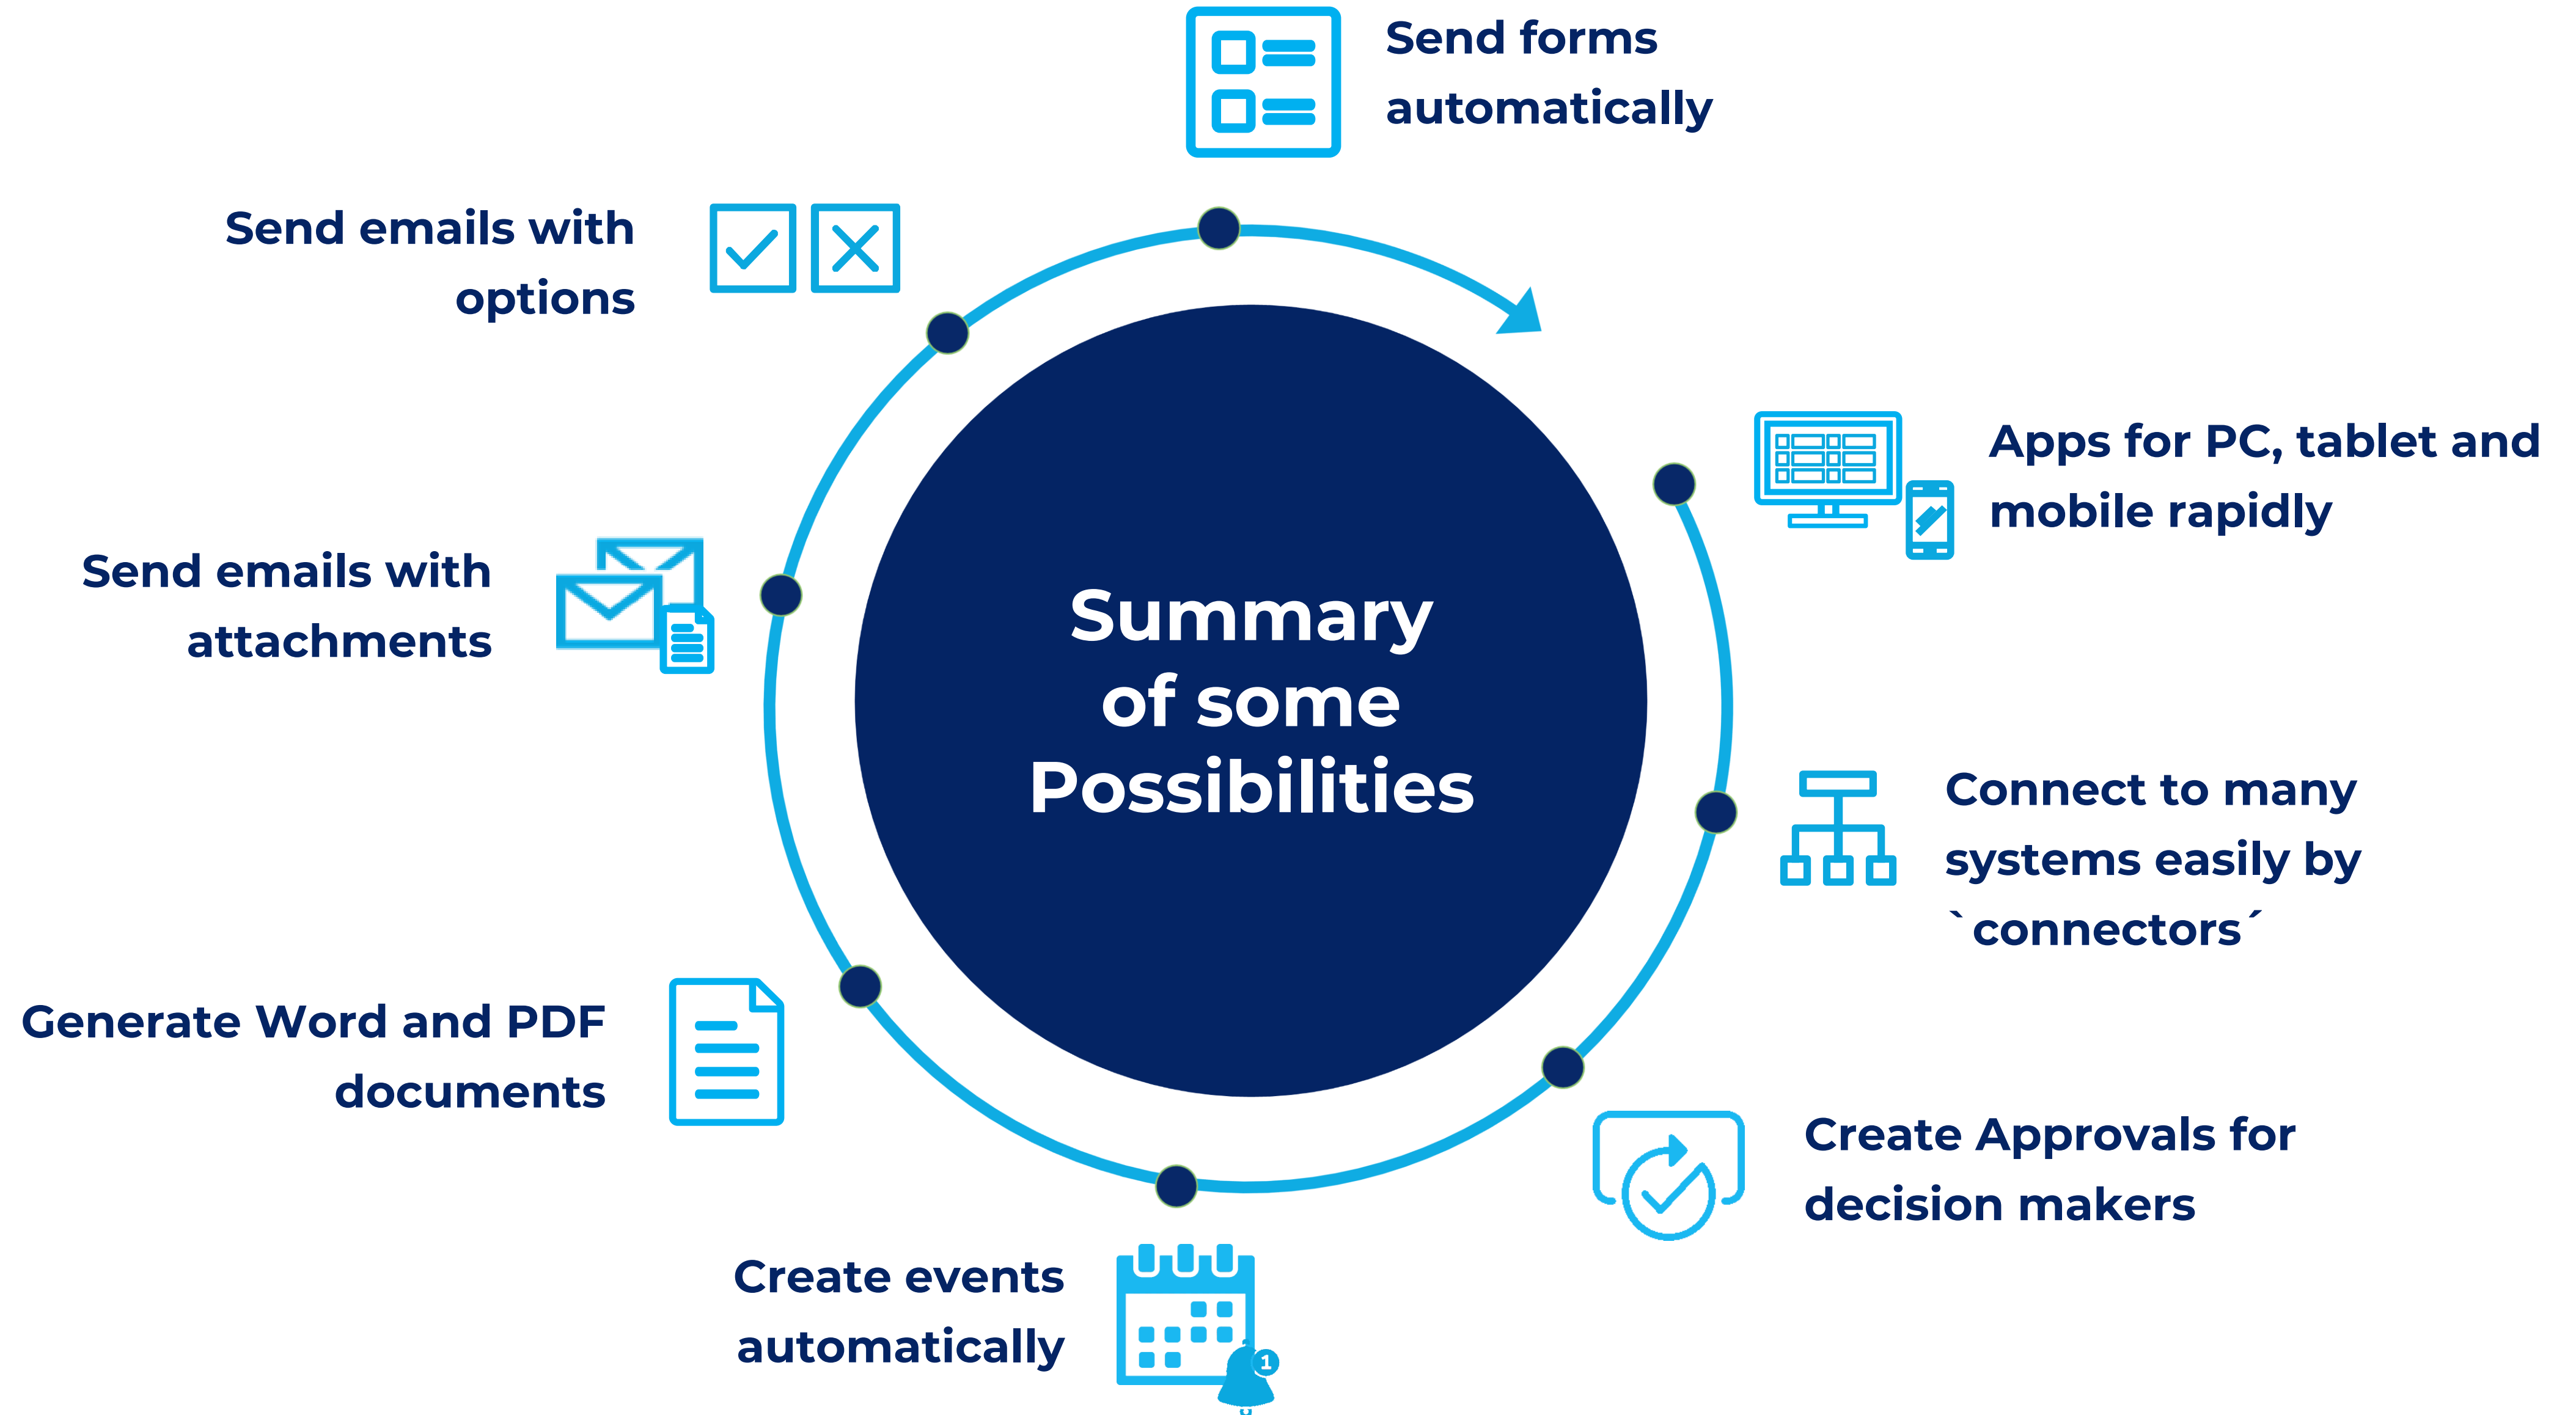 Send forms
automatically
Send emails with
options
Apps for PC, tablet and
mobile rapidly
Send emails with
attachments
Summary
of some
Possibilities
Connect to many
systems easily by
`connectors´
Generate Word and PDF
documents
Create Approvals for
decision makers
Create events
automatically
1